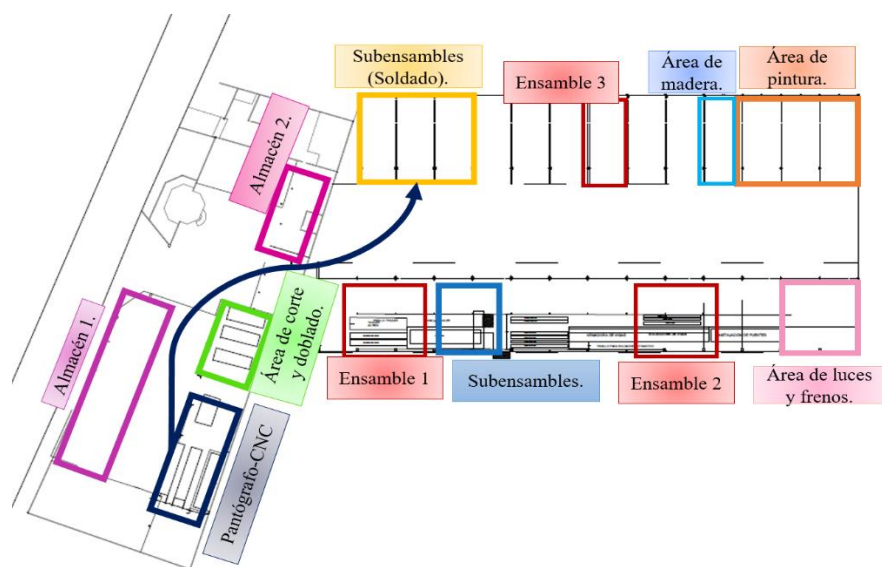 Subensambles
(Soldado).
Ensamble 3
Área de
madera.
Área de
pintura.
Almacén 2.
Almacén 1.
Área de corte
y doblado.
Pantógrafo-CNC
Ensamble 1
Subensambles.
Ensamble 2
Área de luces
y frenos.